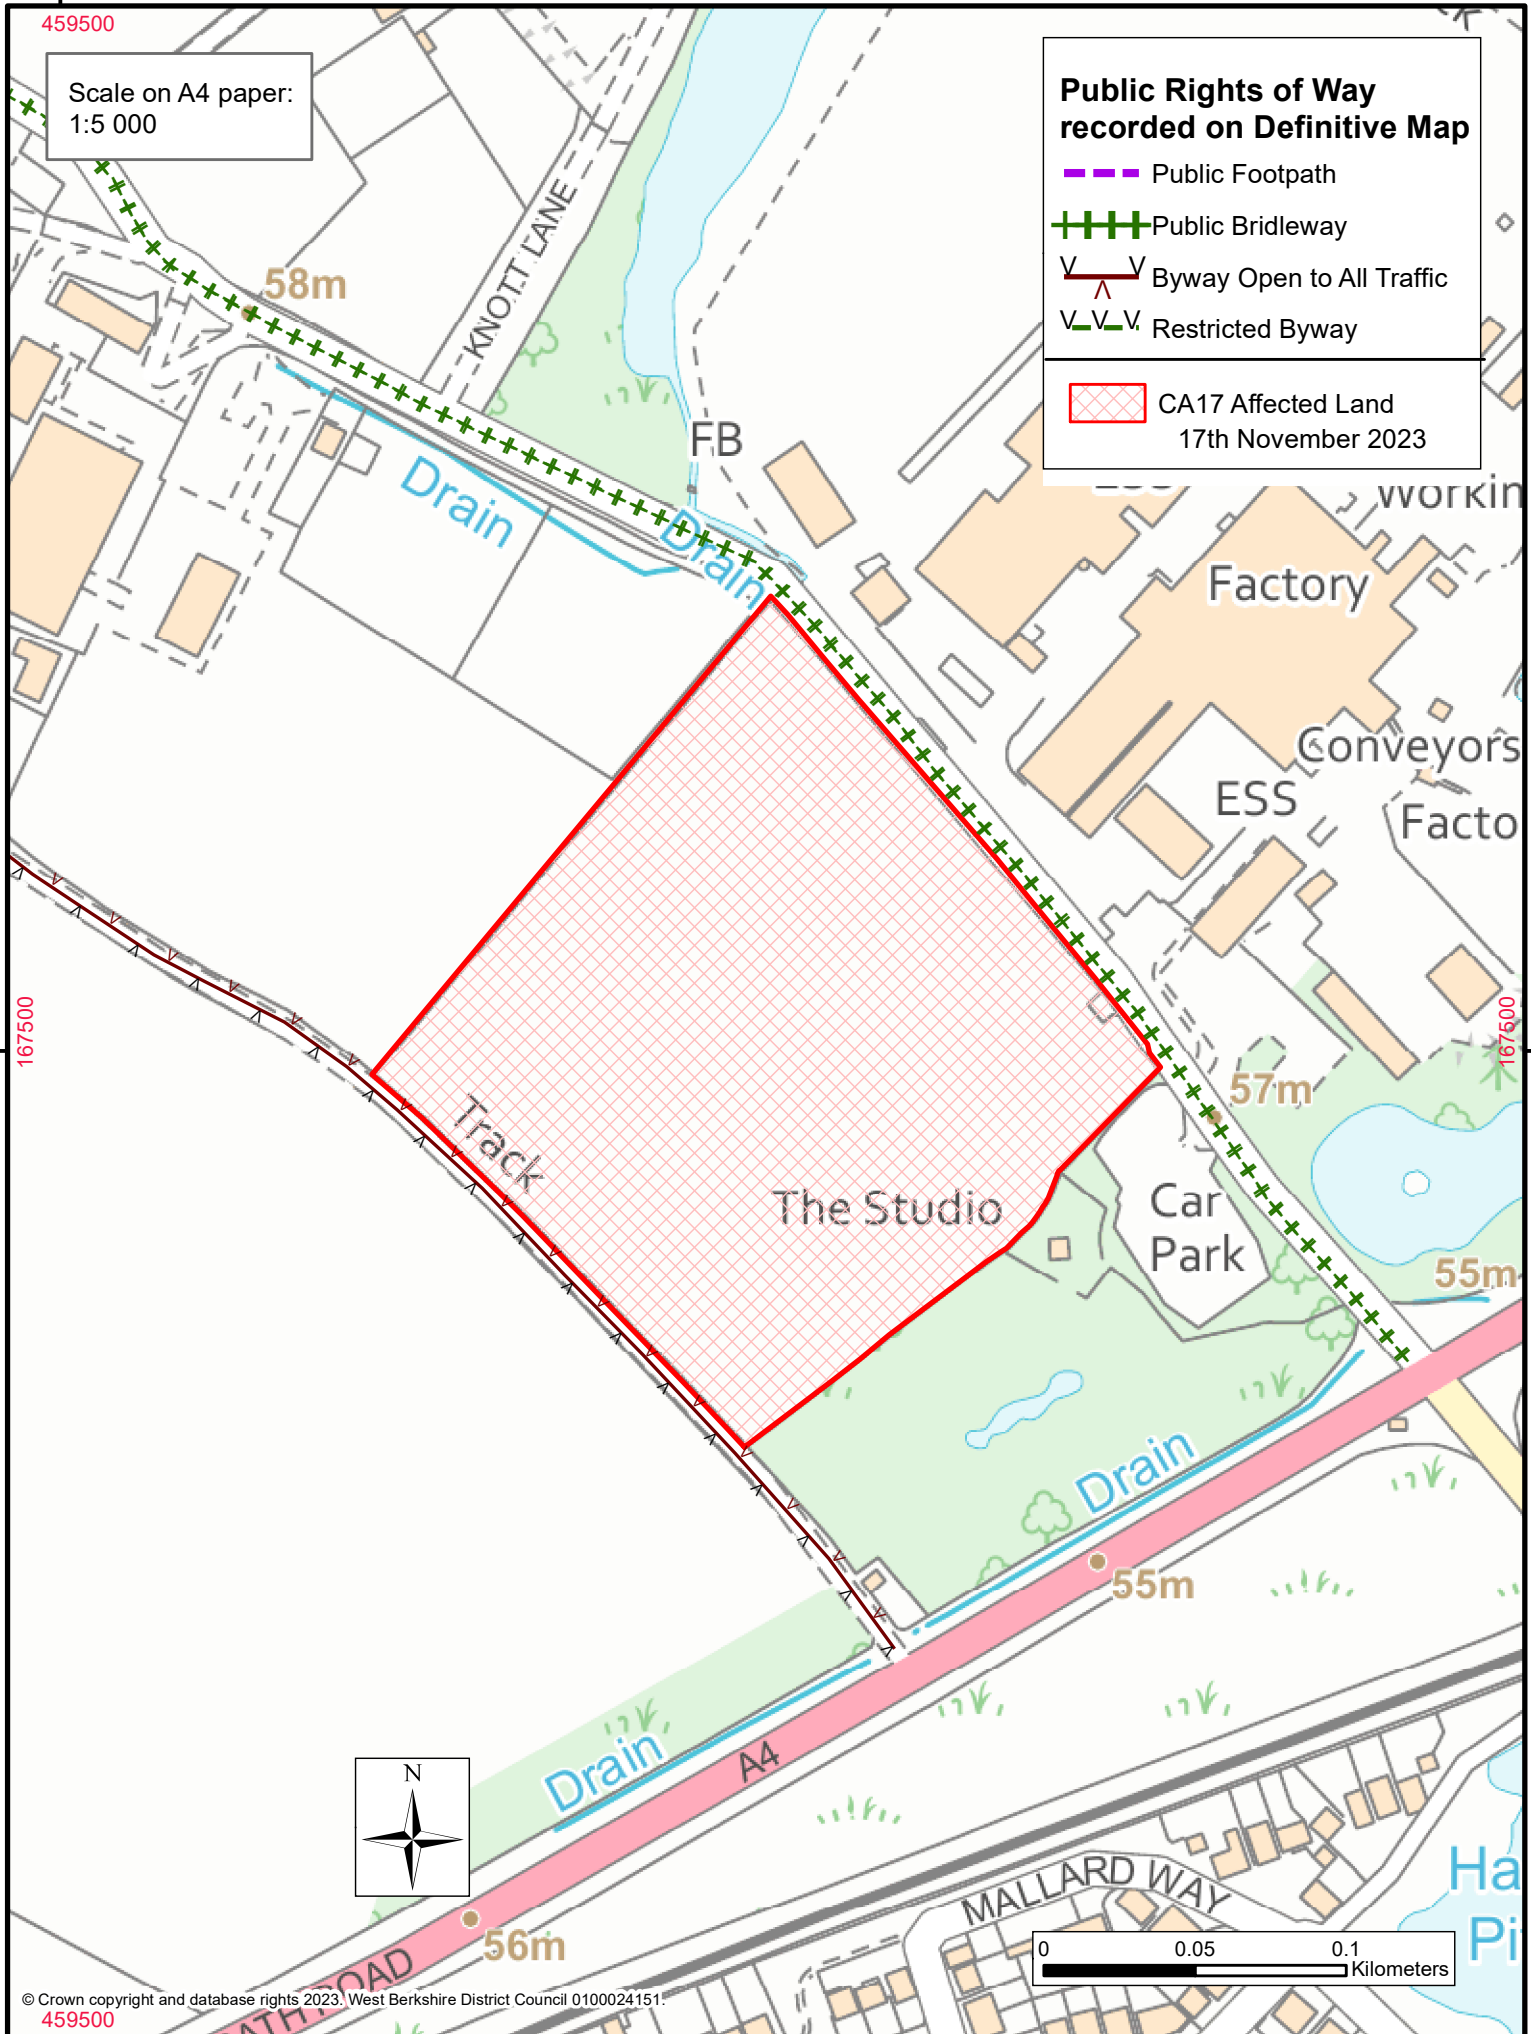 459500
Scale on A4 paper:
1:5 000
Public Rights of Way
recorded on Definitive Map
Public Footpath
Public Bridleway
Byway Open to All Traffic
Restricted Byway
CA17 Affected Land
17th November 2023
KNOTT LANE
58m
FB
Drain
Drain
Factory
Conveyors
ESS
167500
167500
57m
Track
The Studio
Car
Park
55m
Drain
55m
Drain
A4
N
MALLARD WAY
56m
0 0.05 0.1
Kilometers
© Crown copyright and database rights 2023. West Berkshire District Council 0100024151.
459500